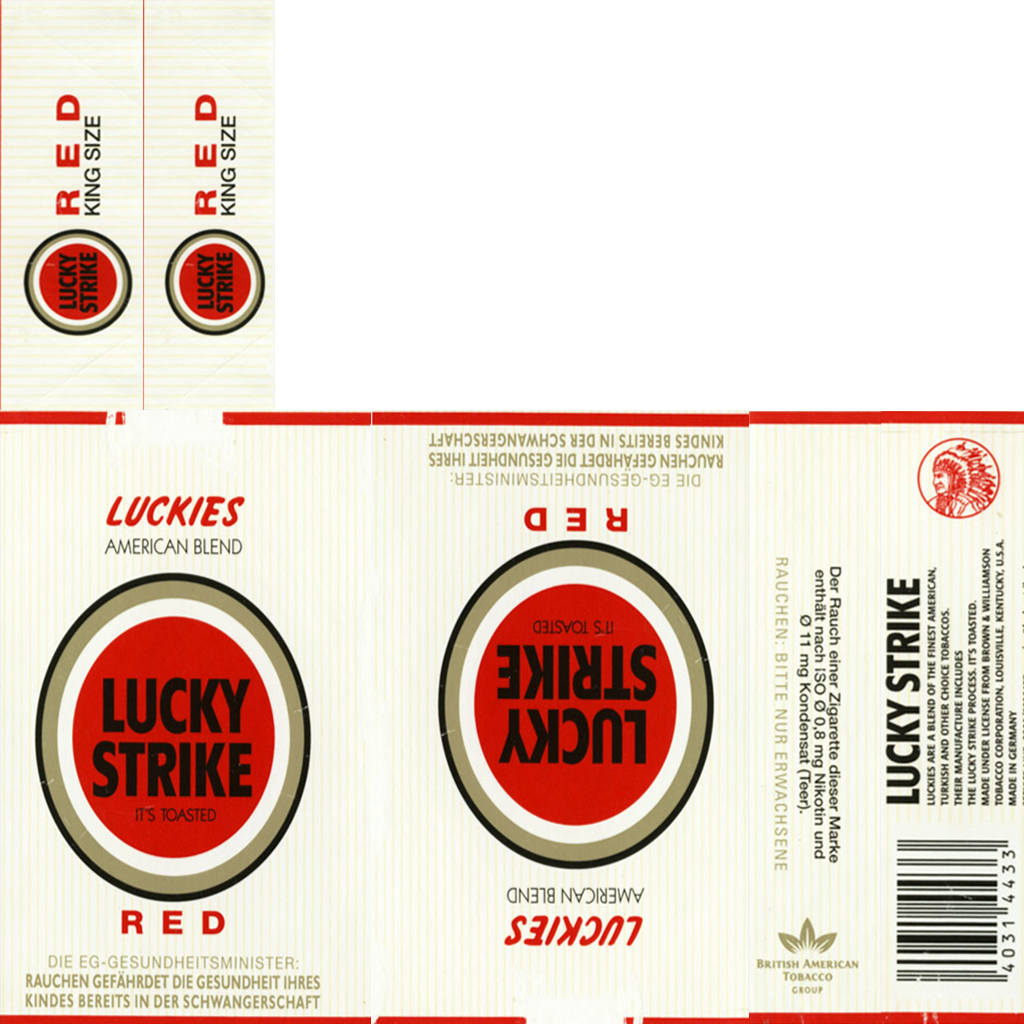 RED
KING SIZE
LUCKY
STRIKE
RED
KING SIZE
LUCKY
STRIKE
LUCKIES
AMERICAN BLEND
LUCKY
STRIKE
IT'S TOASTED
RED
DIE EG-GESUNDHEITSMINISTER:
RAUCHEN GEFÄHRDET DIE GESUNDHEIT IHRES
KINDES BEREITS IN DER SCHWANGERSCHAFT
LUCKIES
AMERICAN BLEND
LUCKY
STRIKE
IT'S TOASTED
RED
DIE EG-GESUNDHEITSMINISTER:
RAUCHEN GEFÄHRDET DIE GESUNDHEIT IHRES
KINDES BEREITS IN DER SCHWANGERSCHAFT
Der Rauch einer Zigarette dieser Marke
enthält nach ISO Ø 0,8 mg Nikotin und
Ø 11 mg Kondensat (Teer).
RAUCHEN: BITTE NUR ERWACHSENE
BRITISH AMERICAN
TOBACCO
GROUP
LUCKY STRIKE
LUCKIES ARE A BLEND OF THE FINEST AMERICAN,
TURKISH AND OTHER CHOICE TOBACCOS.
THEIR MANUFACTURE INCLUDES
THE LUCKY STRIKE PROCESS. IT'S TOASTED.
MADE UNDER LICENSE FROM BROWN & WILLIAMSON
TOBACCO CORPORATION, LOUISVILLE, KENTUCKY, U.S.A.
MADE IN GERMANY
4031 4433